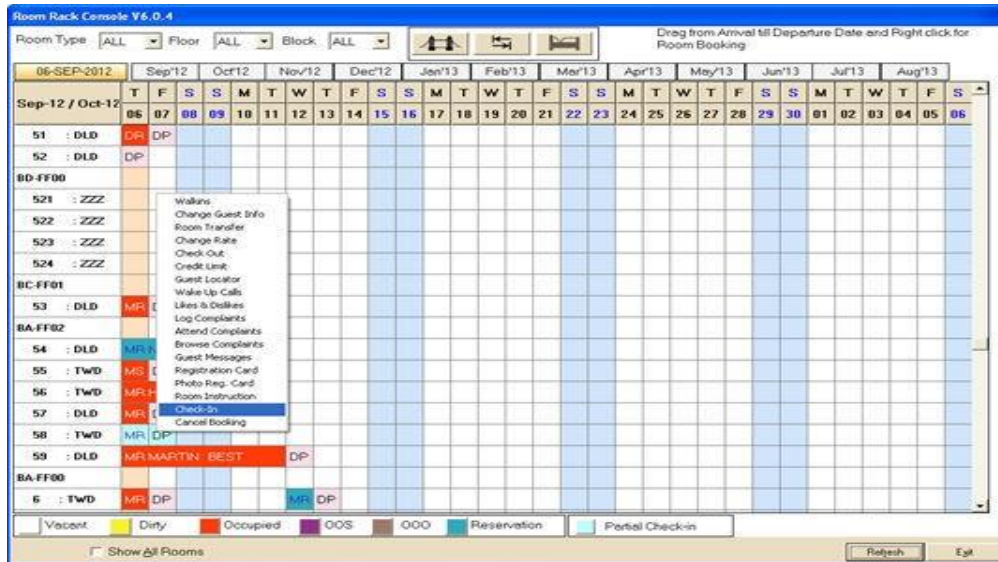 Room Rack Console V6.0.4
Room Type ALL Floor ALL Block ALL
Drag from Arrival till Departure Date and Right click for
Room Booking
06-SEP-2012 Sep'12 Oct'12 Nov'12 Dec'12 Jan'13 Feb'13 Mar'13 Apr'13 May'13 Jun'13 Jul'13 Aug'13
Sep-12 / Oct-12
T F S S M T W T F S S M T W T F S S M T W T F S S M T W T F S
06 07 08 09 10 11 12 13 14 15 16 17 18 19 20 21 22 23 24 25 26 27 28 29 30 01 02 03 04 05 06
51 : DLD DR DP
52 : DLD DP
BD-FF00
521 : ZZZ
522 : ZZZ
523 : ZZZ
524 : ZZZ
BC-FF01
53 : DLD MR D
BA-FF02
54 : DLD MR N
55 : TWD MS D
56 : TWD MR H
57 : DLD MR D
58 : TWD MR DP
59 : DLD MR MARTIN BEST DP
BA-FF00
6 : TWD MR DP MR DP
Walkins
Change Guest Info
Room Transfer
Change Rate
Check Out
Credit Limit
Guest Locator
Wake Up Calls
Likes & Dislikes
Log Complaints
Attend Complaints
Browse Complaints
Guest Messages
Registration Card
Photo Reg. Card
Room Instruction
Check-In
Cancel Booking
Vacant Dirty Occupied OOS OOO Reservation Partial Check-in
Show All Rooms Refresh Exit